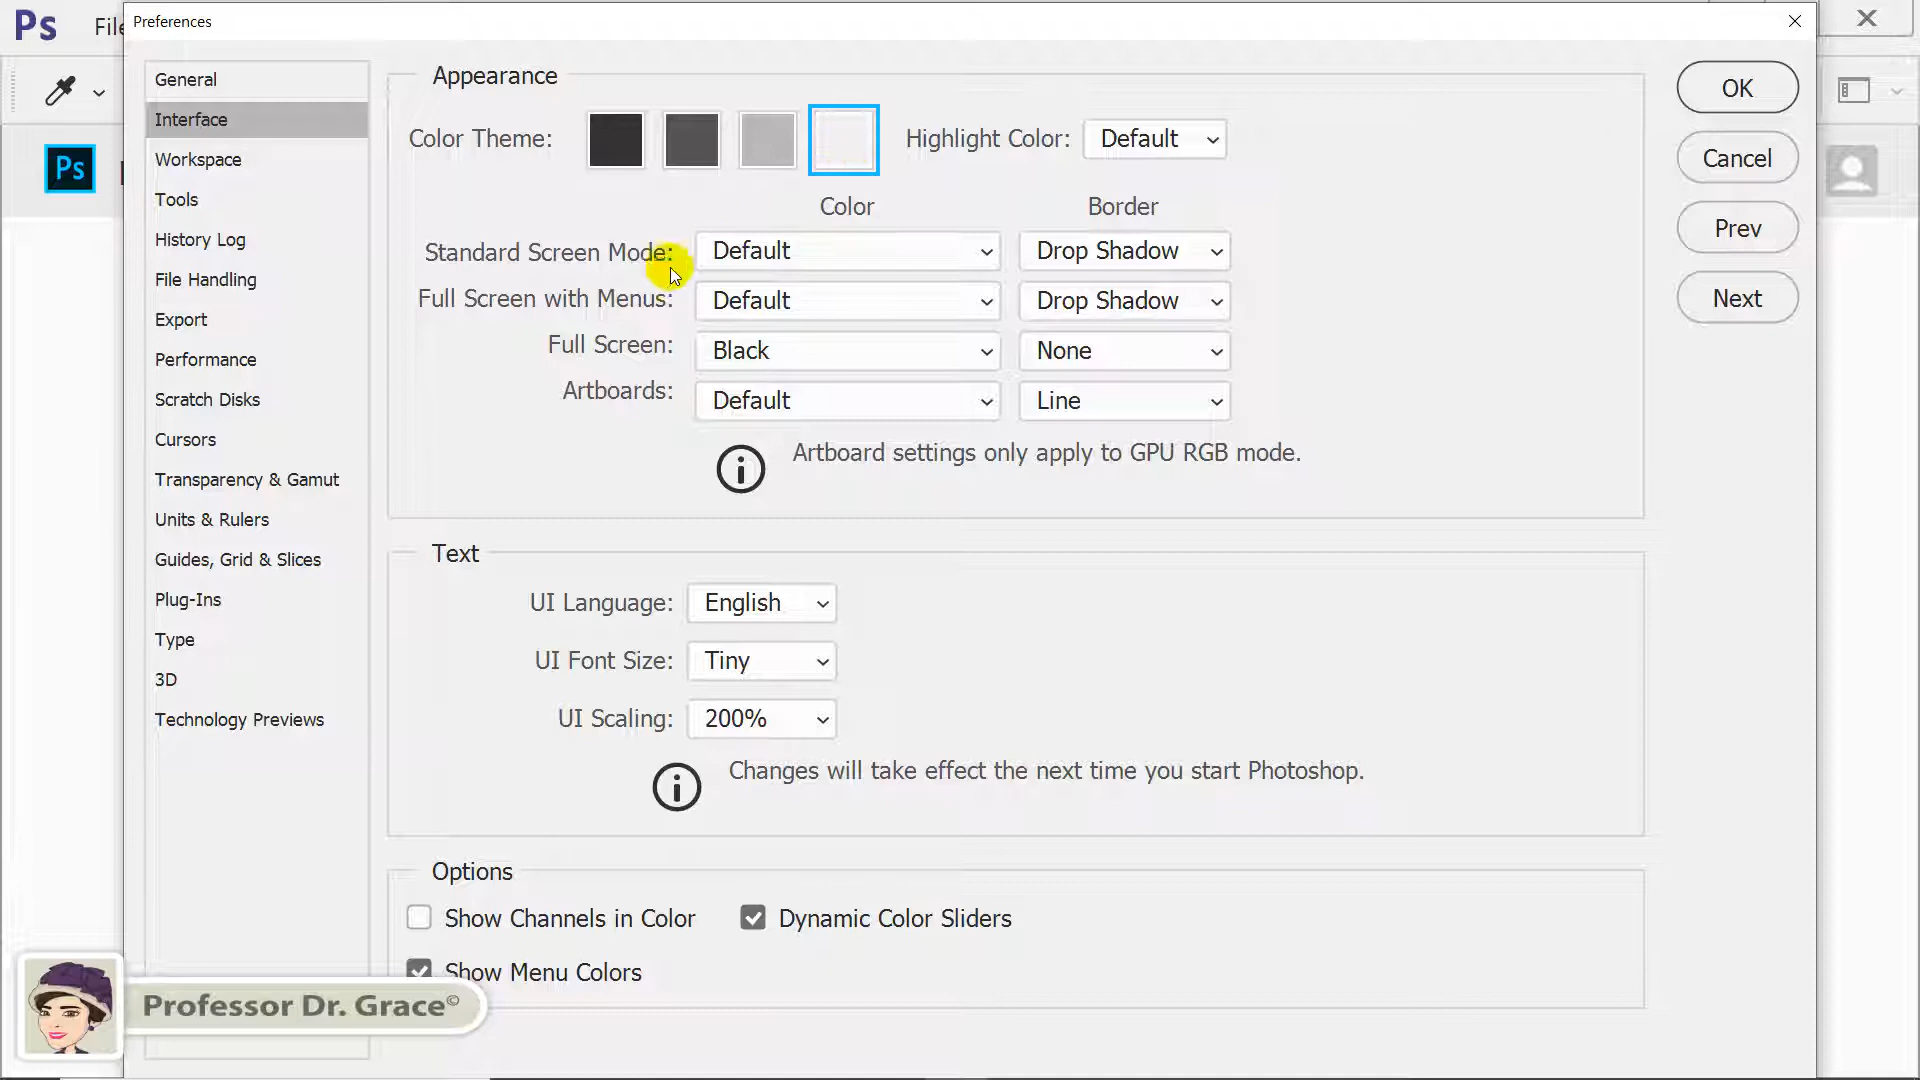 Ps File
Preferences
General
Interface
Workspace
Tools
History Log
File Handling
Export
Performance
Scratch Disks
Cursors
Transparency & Gamut
Units & Rulers
Guides, Grid & Slices
Plug-Ins
Type
3D
Technology Previews
Ps
Appearance
Color Theme:
Highlight Color: Default
Color Border
Standard Screen Mode: Default Drop Shadow
Full Screen with Menus: Default Drop Shadow
Full Screen: Black None
Artboards: Default Line
Artboard settings only apply to GPU RGB mode.
Text
UI Language: English
UI Font Size: Tiny
UI Scaling: 200%
Changes will take effect the next time you start Photoshop.
Options
Show Channels in Color Dynamic Color Sliders
Show Menu Colors
OK
Cancel
Prev
Next
Professor Dr. Grace©